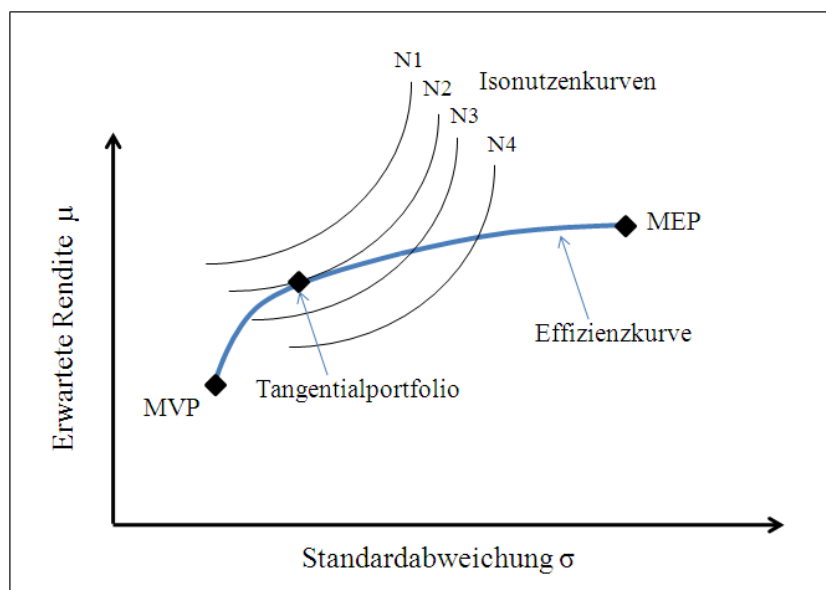 N1
Isonutzenkurven
N2
N3
N4
Erwartete Rendite μ
MEP
Effizienzkurve
Tangentialportfolio
MVP
Standardabweichung σ